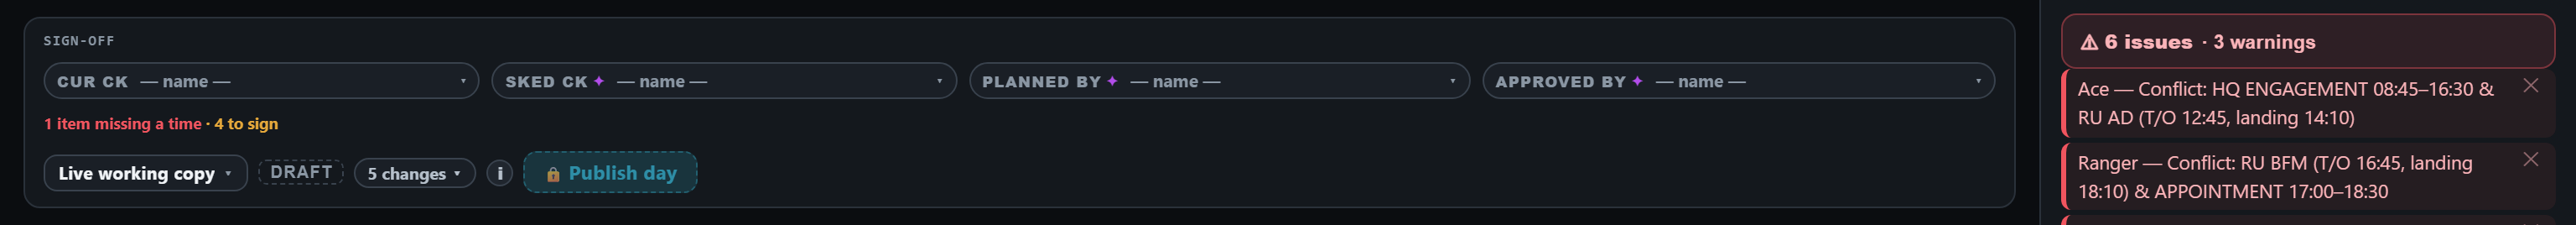 SIGN-OFF
CUR CK — name — ▾
SKED CK ✦ — name — ▾
PLANNED BY ✦ — name — ▾
APPROVED BY ✦ — name — ▾
1 item missing a time · 4 to sign
Live working copy ▾
DRAFT
5 changes ▾
i
🔒 Publish day
⚠ 6 issues · 3 warnings
Ace — Conflict: HQ ENGAGEMENT 08:45–16:30 &
RU AD (T/O 12:45, landing 14:10)
Ranger — Conflict: RU BFM (T/O 16:45, landing
18:10) & APPOINTMENT 17:00–18:30